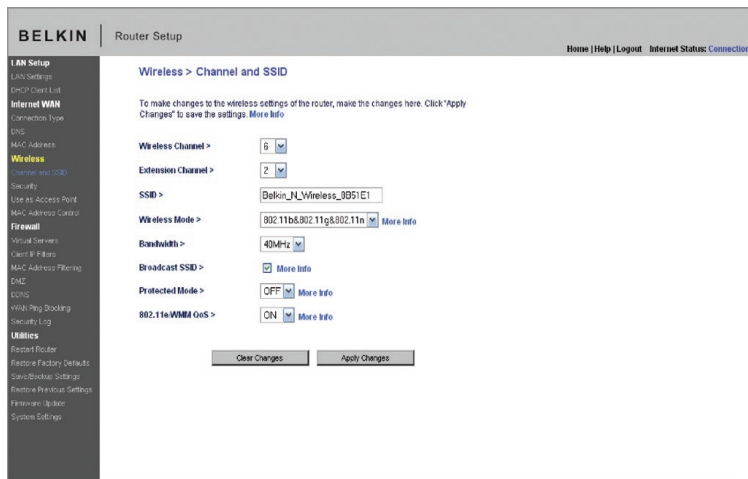 BELKIN Router Setup
Home | Help | Logout Internet Status: Connection
LAN Setup
LAN Settings
DHCP Client List
Internet WAN
Connection Type
DNS
MAC Address
Wireless
Channel and SSID
Security
Use as Access Point
MAC Address Control
Firewall
Virtual Servers
Client IP Filters
MAC Address Filtering
DMZ
DDNS
WAN Ping Blocking
Security Log
Utilities
Restart Router
Restore Factory Defaults
Save/Backup Settings
Restore Previous Settings
Firmware Update
System Settings
Wireless > Channel and SSID
To make changes to the wireless settings of the router, make the changes here. Click "Apply
Changes" to save the settings. More Info
Wireless Channel > 6
Extension Channel > 2
SSID > Belkin_N_Wireless_8B51E1
Wireless Mode > 802.11b&802.11g&802.11n More Info
Bandwidth > 40MHz
Broadcast SSID > More Info
Protected Mode > OFF More Info
802.11e/WMM QoS > ON More Info
Clear Changes Apply Changes